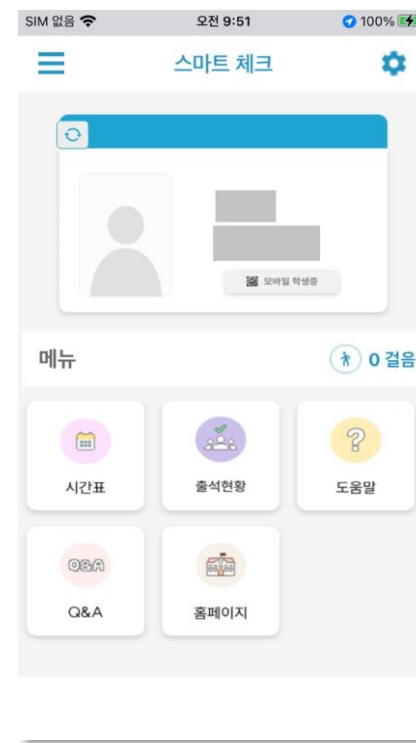 SIM 없음 오전 9:51 100%
스마트 체크
모바일 학생증
메뉴 0 걸음
시간표 출석현황 도움말
Q&A
Q&A 홈페이지